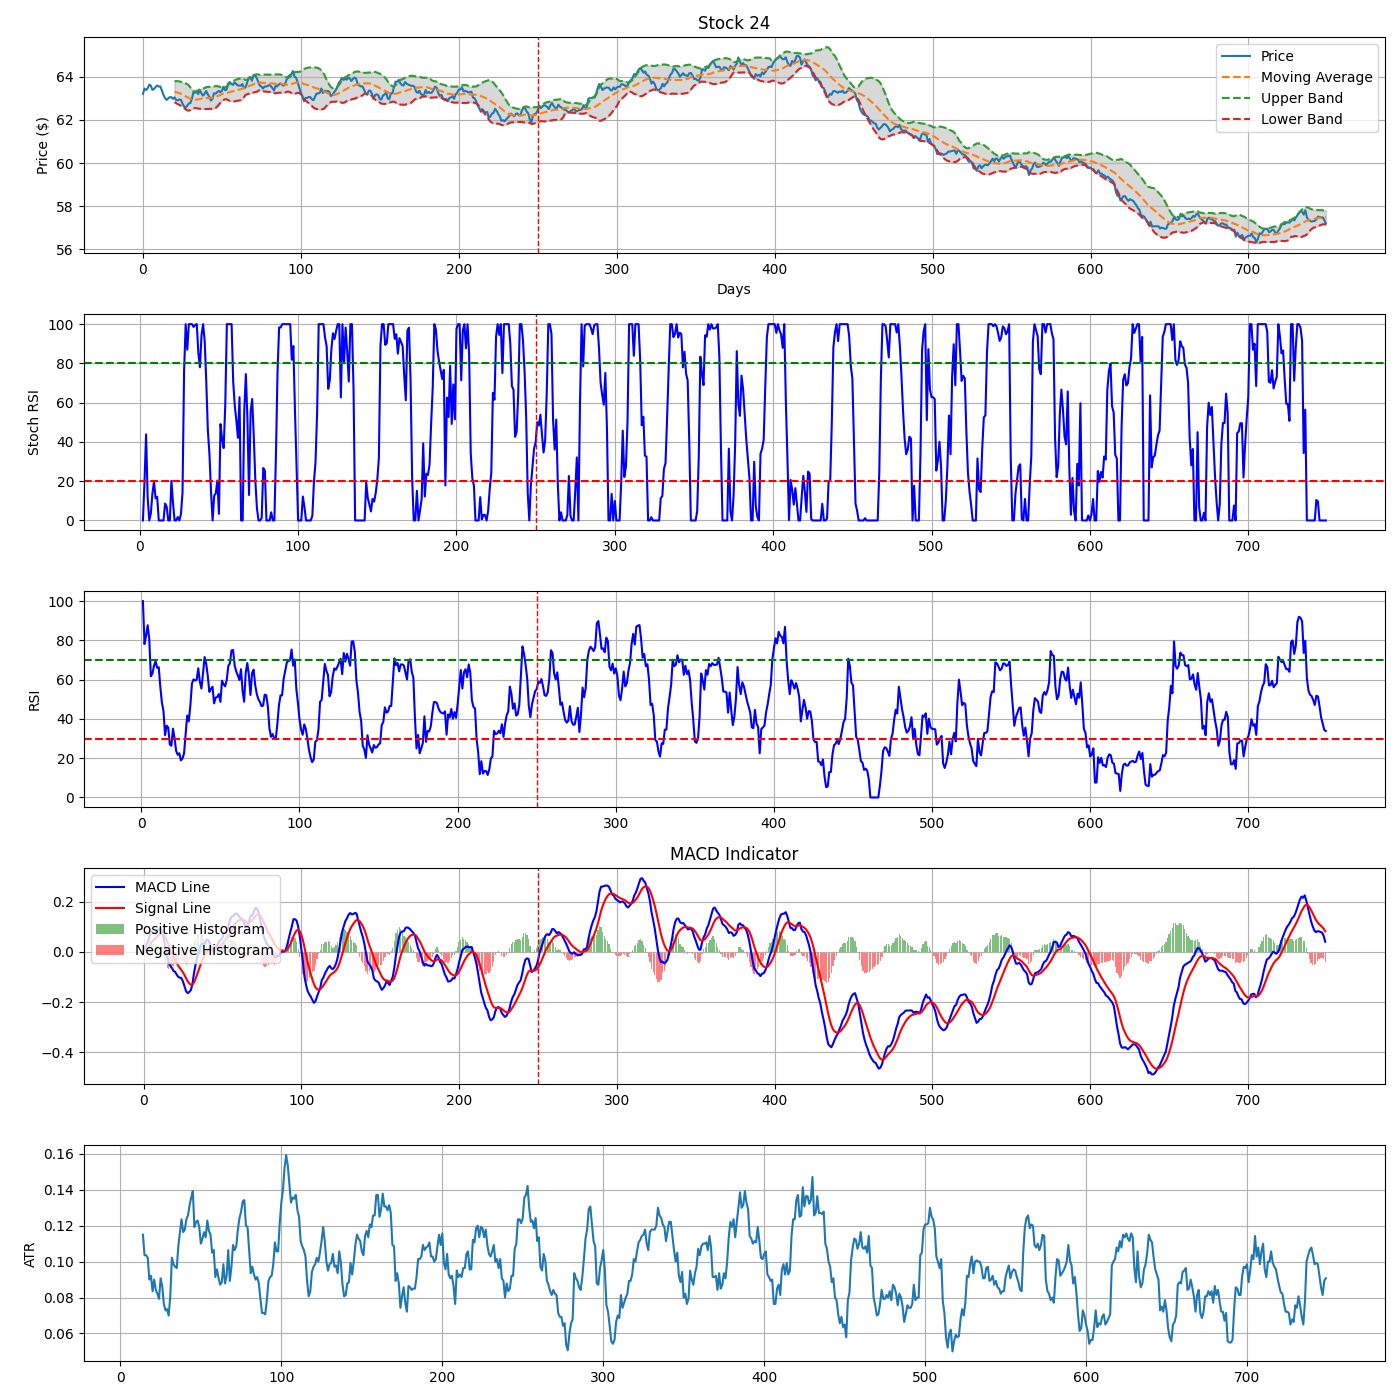 Stock 24
Price ($)
64
62
60
58
56
Price
Moving Average
Upper Band
Lower Band
0 100 200 300 400 500 600 700
Days
Stoch RSI
100
80
60
40
20
0
0 100 200 300 400 500 600 700
RSI
100
80
60
40
20
0
0 100 200 300 400 500 600 700
MACD Indicator
0.2
0.0
−0.2
−0.4
MACD Line
Signal Line
Positive Histogram
Negative Histogram
0 100 200 300 400 500 600 700
ATR
0.16
0.14
0.12
0.10
0.08
0.06
0 100 200 300 400 500 600 700